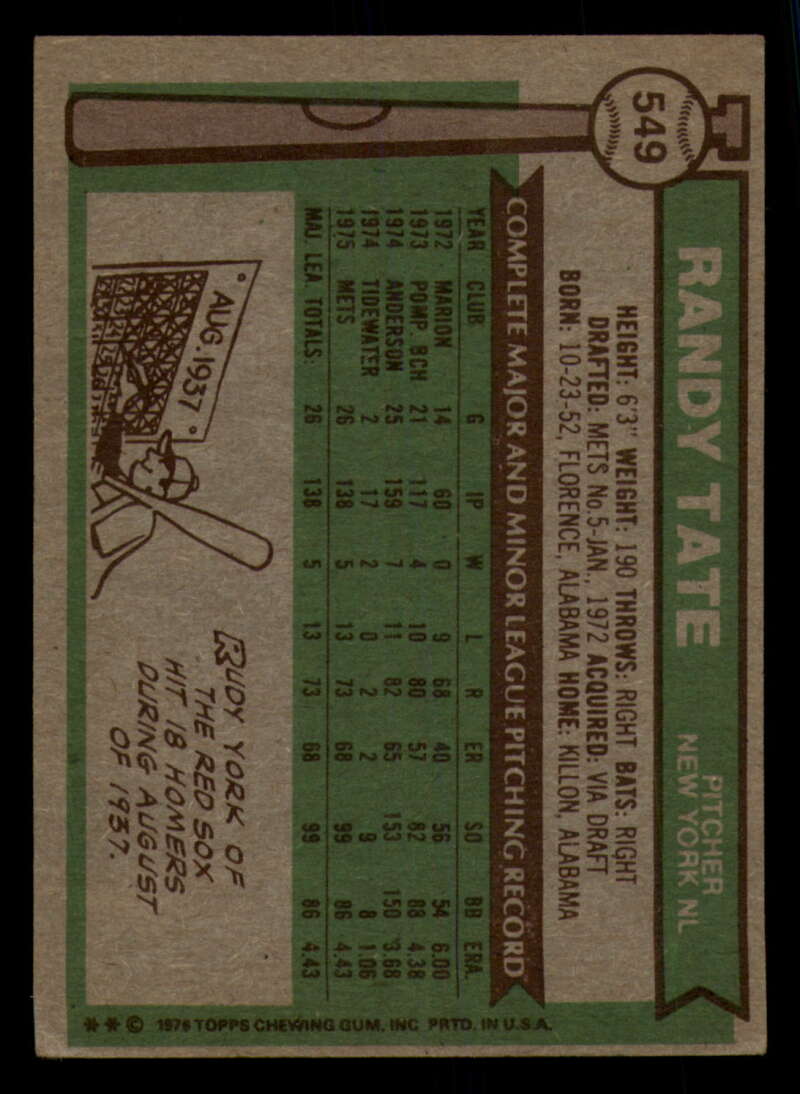 549
RANDY TATE
PITCHER
NEW YORK NL
HEIGHT: 6'3" WEIGHT: 190 THROWS: RIGHT BATS: RIGHT
DRAFTED: METS No.5-JAN., 1972 ACQUIRED: VIA DRAFT
BORN: 10-23-52, FLORENCE, ALABAMA HOME: KILLON, ALABAMA
COMPLETE MAJOR AND MINOR LEAGUE PITCHING RECORD
YEAR CLUB G IP W L R ER SO BB ERA
1972 MARION 14 60 0 9 68 40 56 54 6.00
1973 POMP. BCH 21 117 4 10 80 57 82 88 4.38
1974 ANDERSON 25 159 7 11 82 65 153 150 3.68
1974 TIDEWATER 2 17 2 0 2 2 9 8 1.06
1975 METS 26 138 5 13 73 68 99 86 4.43
MAJ. LEA. TOTALS: 26 138 5 13 73 68 99 86 4.43
AUG. 1937
RUDY YORK OF
THE RED SOX
HIT 18 HOMERS
DURING AUGUST
OF 1937.
** © 1976 TOPPS CHEWING GUM, INC. PRTD. IN U.S.A.